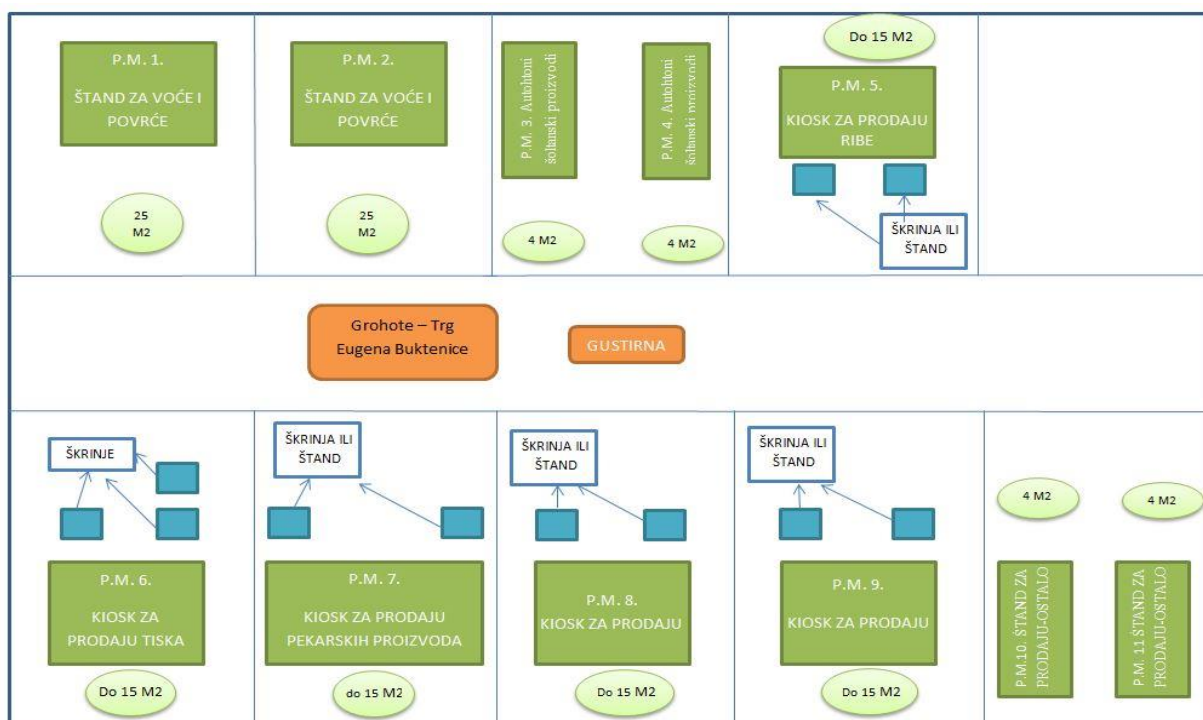 P.M. 1.
ŠTAND ZA VOĆE I
POVRĆE
25
M2
P.M. 2.
ŠTAND ZA VOĆE I
POVRĆE
25
M2
P.M. 3. Autohtoni
šoltanski proizvodi
4 M2
P.M. 4. Autohtoni
šoltanski proizvodi
4 M2
Do 15 M2
P.M. 5.
KIOSK ZA PRODAJU
RIBE
ŠKRINJA ILI
ŠTAND
Grohote – Trg
Eugena Buktenice
GUSTIRNA
ŠKRINJE
P.M. 6.
KIOSK ZA
PRODAJU TISKA
Do 15 M2
ŠKRINJA ILI
ŠTAND
P.M. 7.
KIOSK ZA PRODAJU
PEKARSKIH PROIZVODA
do 15 M2
ŠKRINJA ILI
ŠTAND
P.M. 8.
KIOSK ZA PRODAJU
Do 15 M2
ŠKRINJA ILI
ŠTAND
P.M. 9.
KIOSK ZA PRODAJU
Do 15 M2
4 M2
P.M.10. ŠTAND ZA
PRODAJU-OSTALO
4 M2
P.M. 11 ŠTAND ZA
PRODAJU-OSTALO